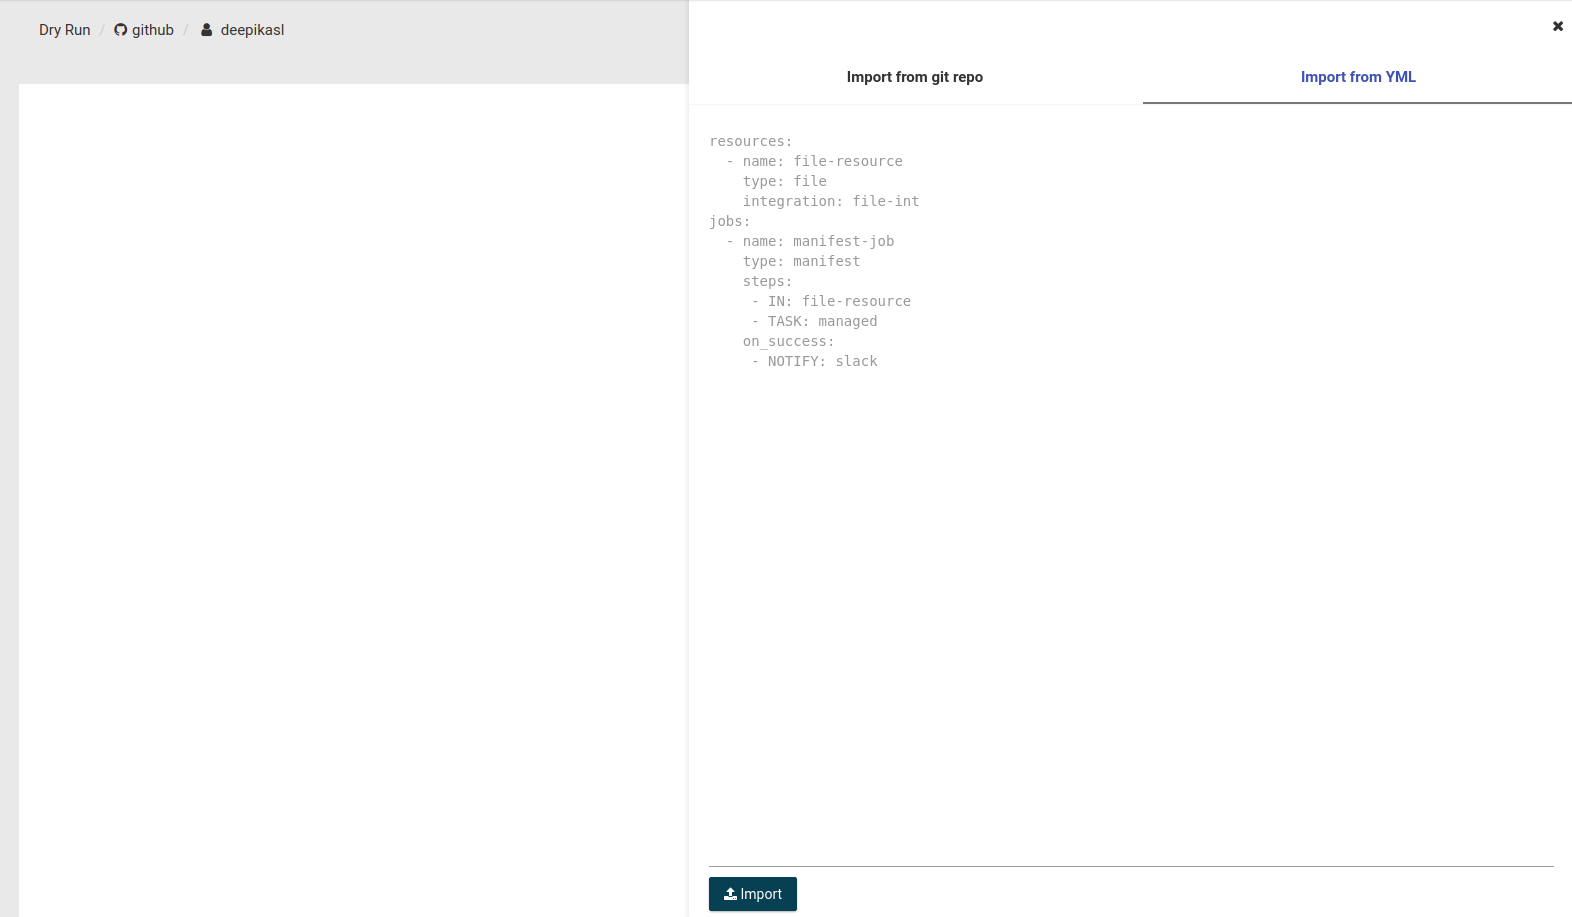 Dry Run / github / deepikasl
Import from git repo
Import from YML
resources:
  - name: file-resource
    type: file
    integration: file-int
jobs:
  - name: manifest-job
    type: manifest
    steps:
     - IN: file-resource
     - TASK: managed
    on_success:
     - NOTIFY: slack
Import